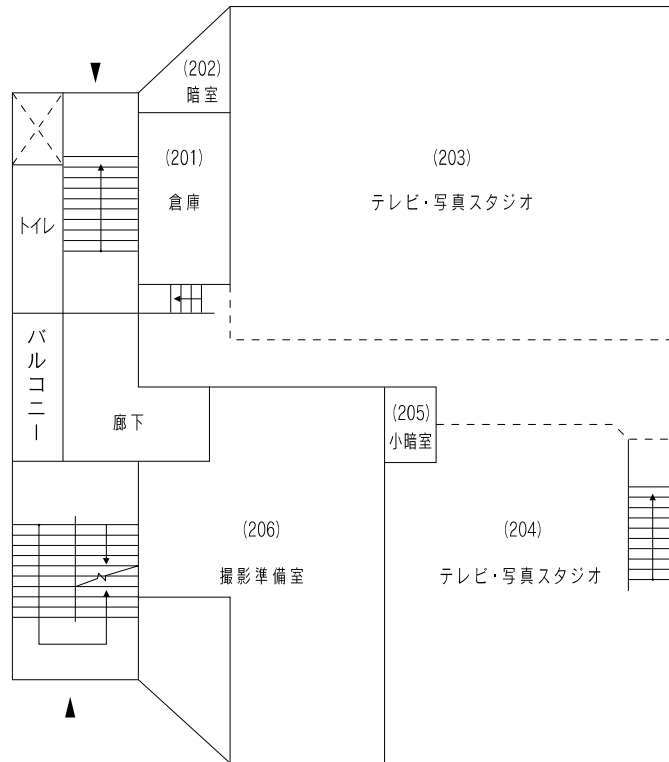 (202)
暗室
(201)
倉庫
(203)
テレビ・写真スタジオ
トイレ
バルコニー
廊下
(205)
小暗室
(206)
撮影準備室
(204)
テレビ・写真スタジオ